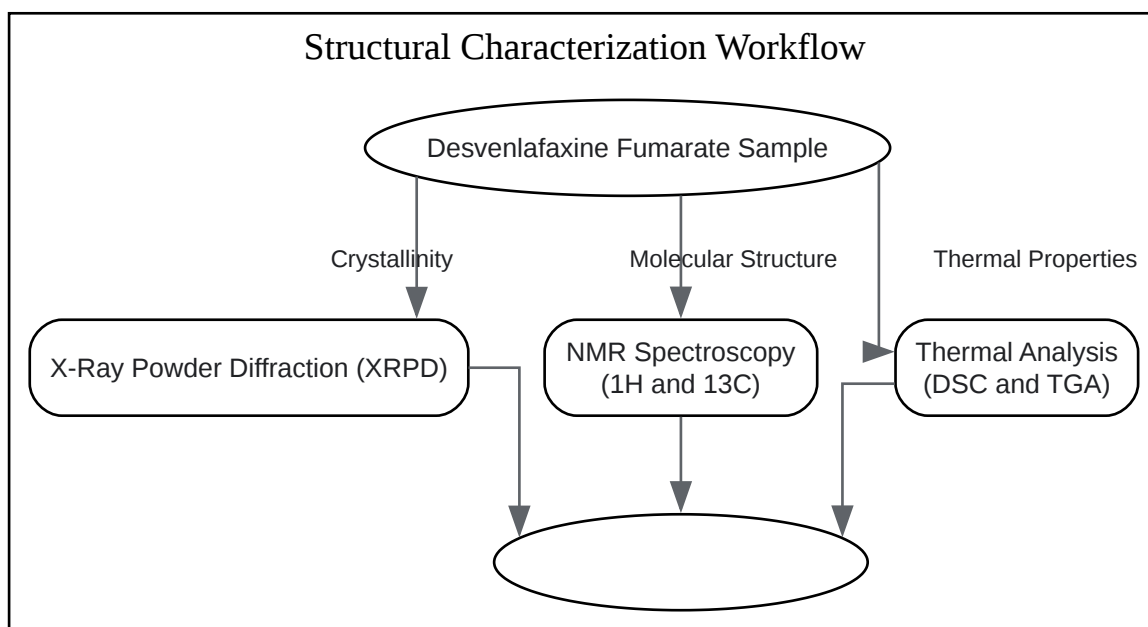 Structural Characterization Workflow
Desvenlafaxine Fumarate Sample
Crystallinity
Molecular Structure
Thermal Properties
X-Ray Powder Diffraction (XRPD)
NMR Spectroscopy
(1H and 13C)
Thermal Analysis
(DSC and TGA)